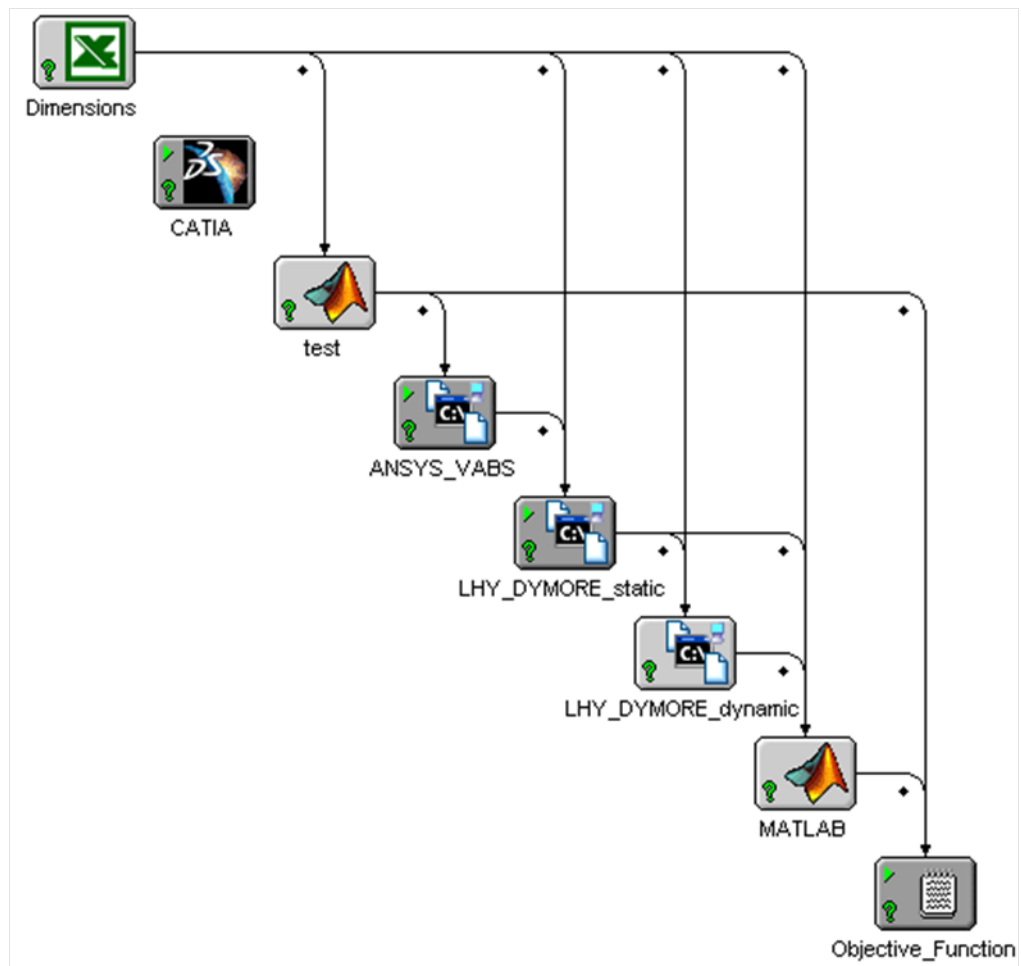 Dimensions
CATIA
test
C:\
ANSYS_VABS
C:\
LHY_DYMORE_static
C:\
LHY_DYMORE_dynamic
MATLAB
Objective_Function